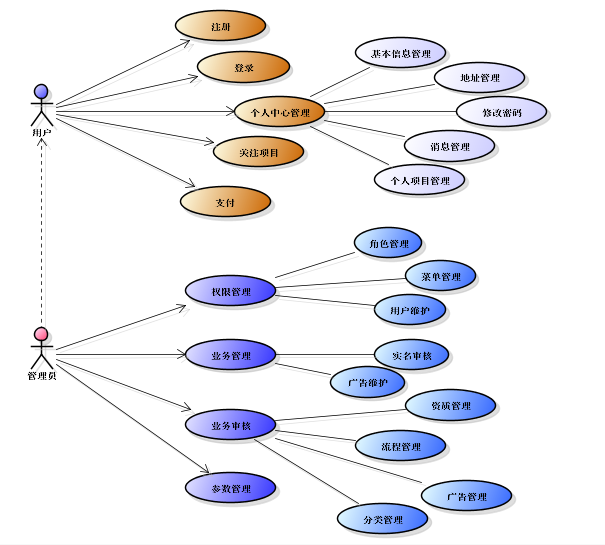 注册
登录
个人中心管理
关注项目
支付
用户
基本信息管理
地址管理
修改密码
消息管理
个人项目管理
角色管理
菜单管理
用户维护
权限管理
业务管理
实名审核
广告维护
管理员
业务审核
资质管理
流程管理
参数管理
广告管理
分类管理